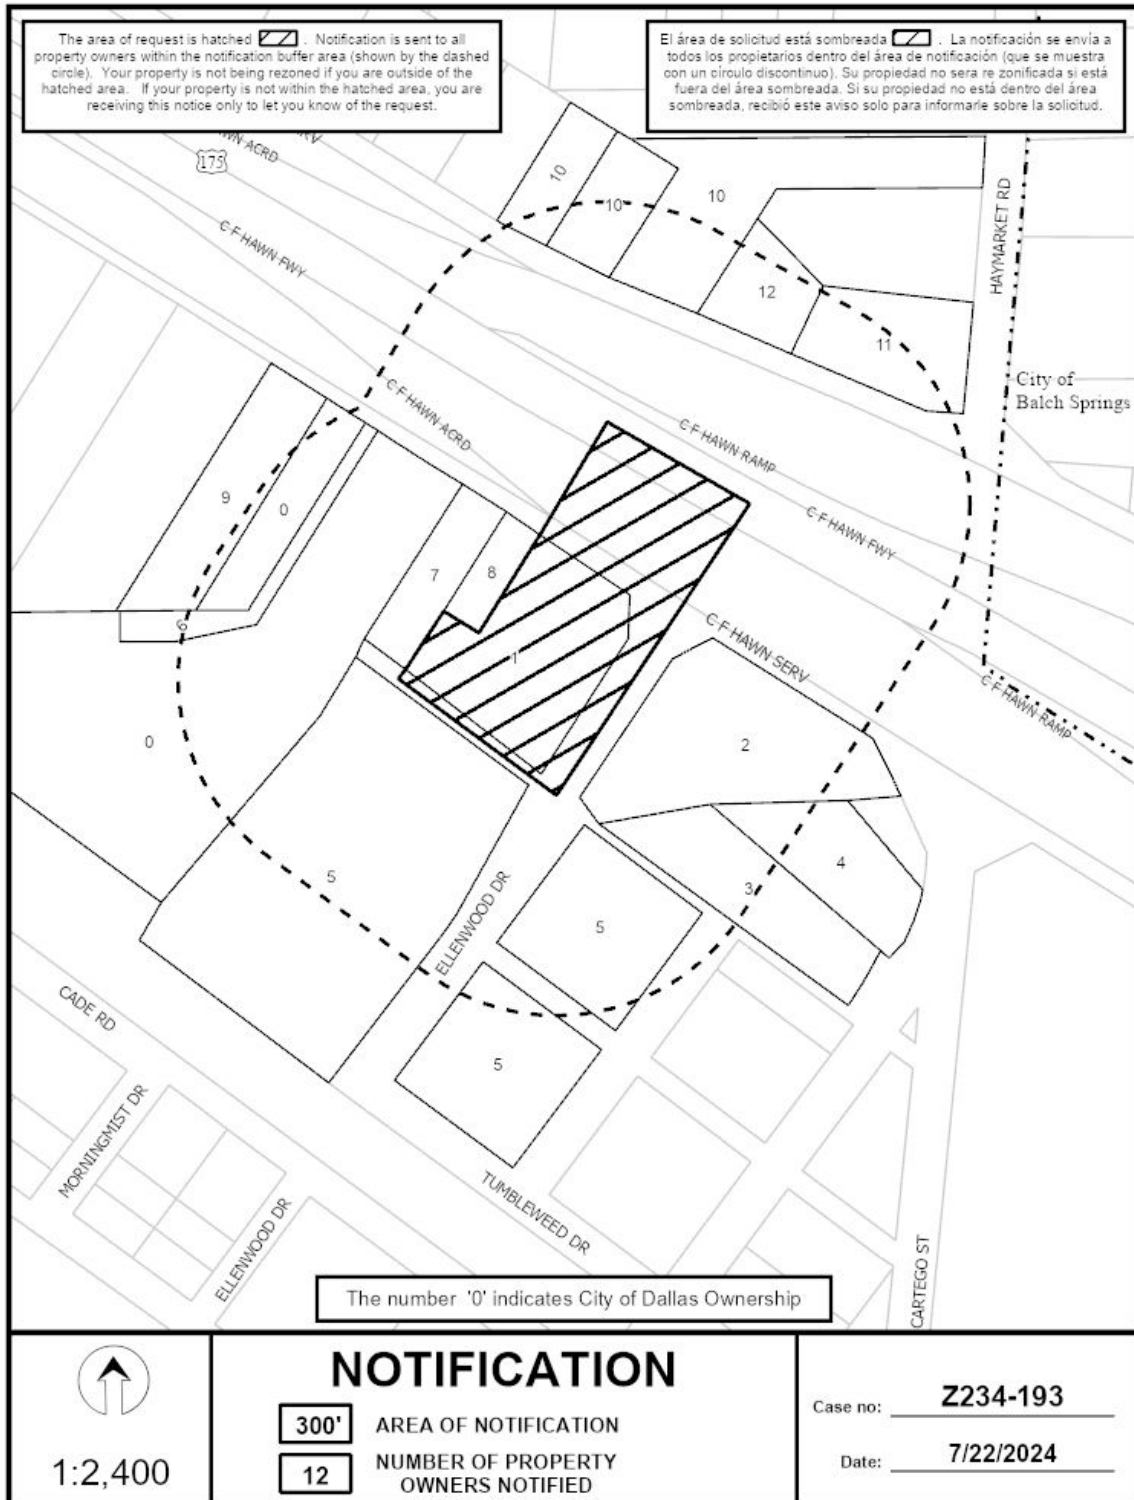 The area of request is hatched . Notification is sent to all
property owners within the notification buffer area (shown by the dashed
circle). Your property is not being rezoned if you are outside of the
hatched area. If your property is not within the hatched area, you are
receiving this notice only to let you know of the request.
El área de solicitud está sombreada . La notificación se envía a
todos los propietarios dentro del área de notificación (que se muestra
con un círculo discontinuo). Su propiedad no sera re zonificada si está
fuera del área sombreada. Si su propiedad no está dentro del área
sombreada, recibió este aviso solo para informarle sobre la solicitud.
175
C F HAWN FWY
10
10
10
HAYMARKET RD
12
11
City of
Balch Springs
C F HAWN ACRD
C F HAWN RAMP
C F HAWN FWY
9
0
7
8
1
6
C F HAWN SERV
C F HAWN RAMP
0
2
5
3
4
ELLENWOOD DR
5
5
CADE RD
MORNINGMIST DR
ELLENWOOD DR
TUMBLEWEED DR
CARTEGO ST
The number '0' indicates City of Dallas Ownership
1:2,400
NOTIFICATION
300' AREA OF NOTIFICATION
12 NUMBER OF PROPERTY
OWNERS NOTIFIED
Case no: Z234-193
Date: 7/22/2024